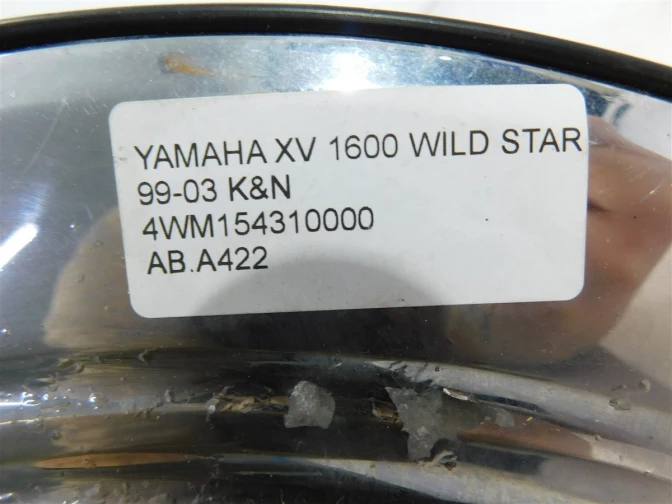 YAMAHA XV 1600 WILD STAR
99-03 K&N
4WM154310000
AB.A422